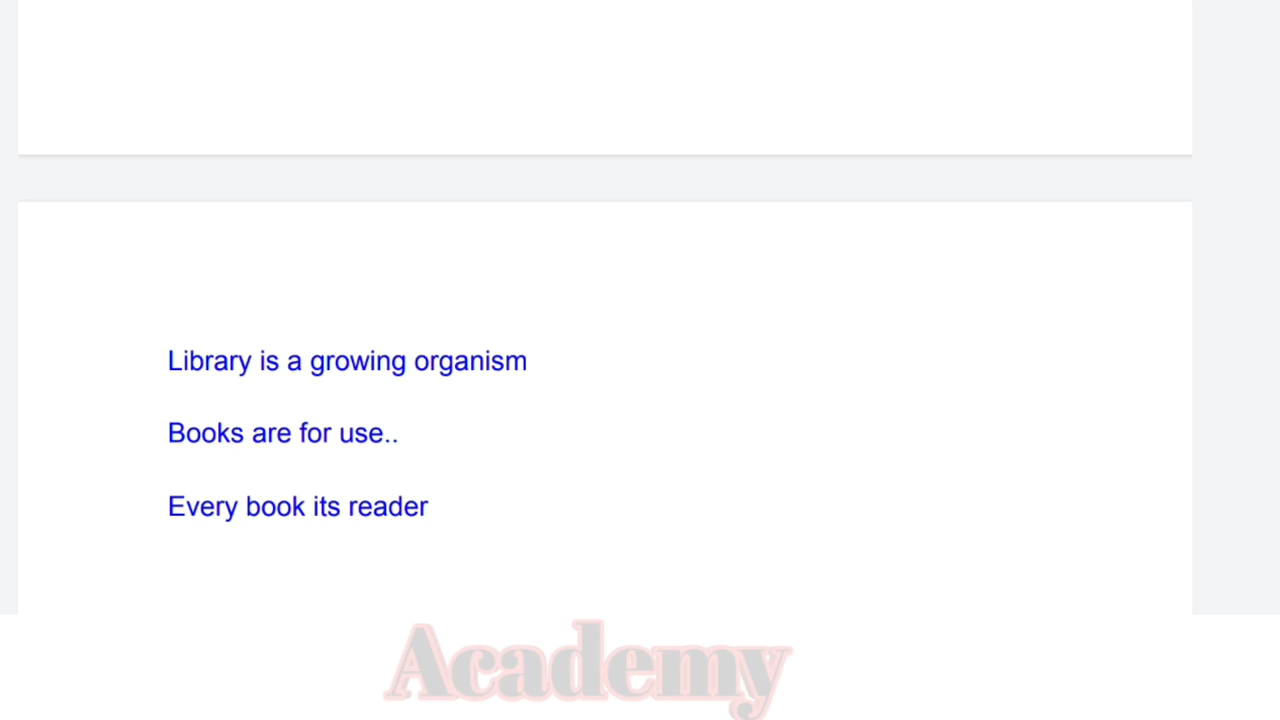 Library is a growing organism
Books are for use..
Every book its reader
Academy